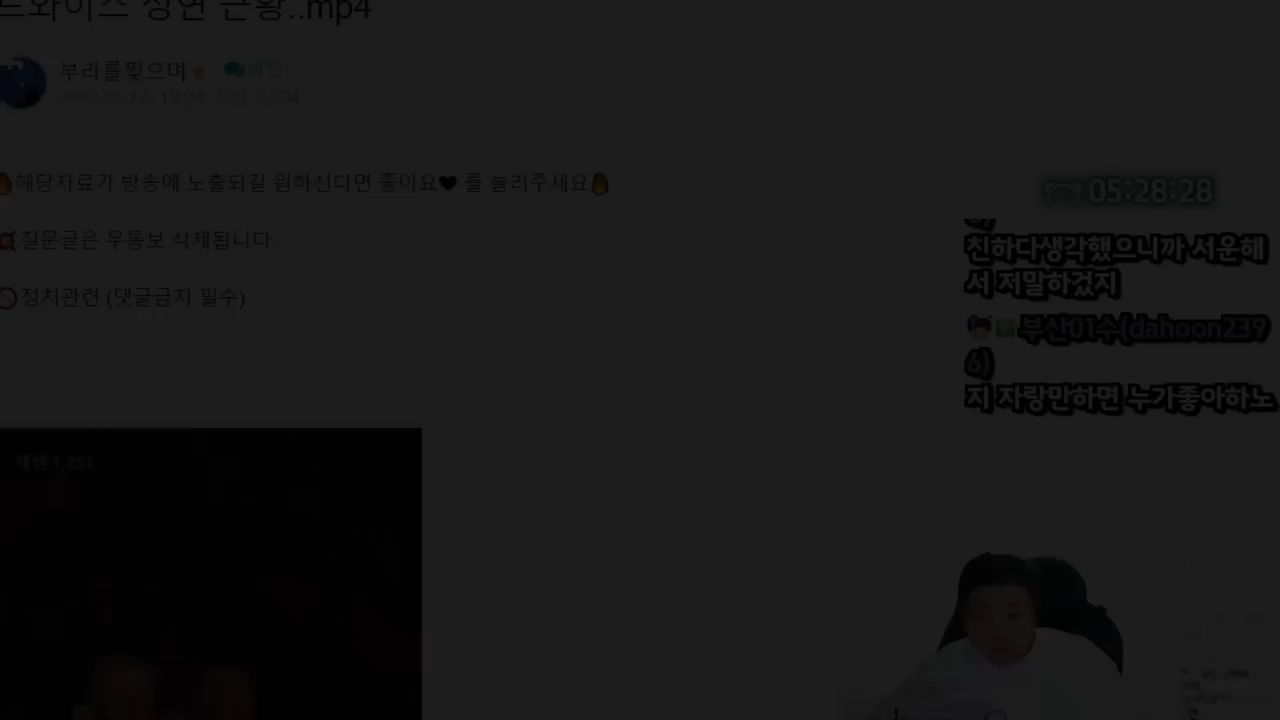 트와이스 정연 근황..mp4
부라를찢으며
해당자료가 방송에 노출되길 원하신다면 좋아요🖤 를 눌러주세요
질문글은 무통보 삭제됩니다.
정치관련 (댓글금지 필수)
05:28:28
친하다생각했으니까 서운해
서 저말하겄지
부산01수(dahoon239
6)
지 자랑만하면 누가좋아하노